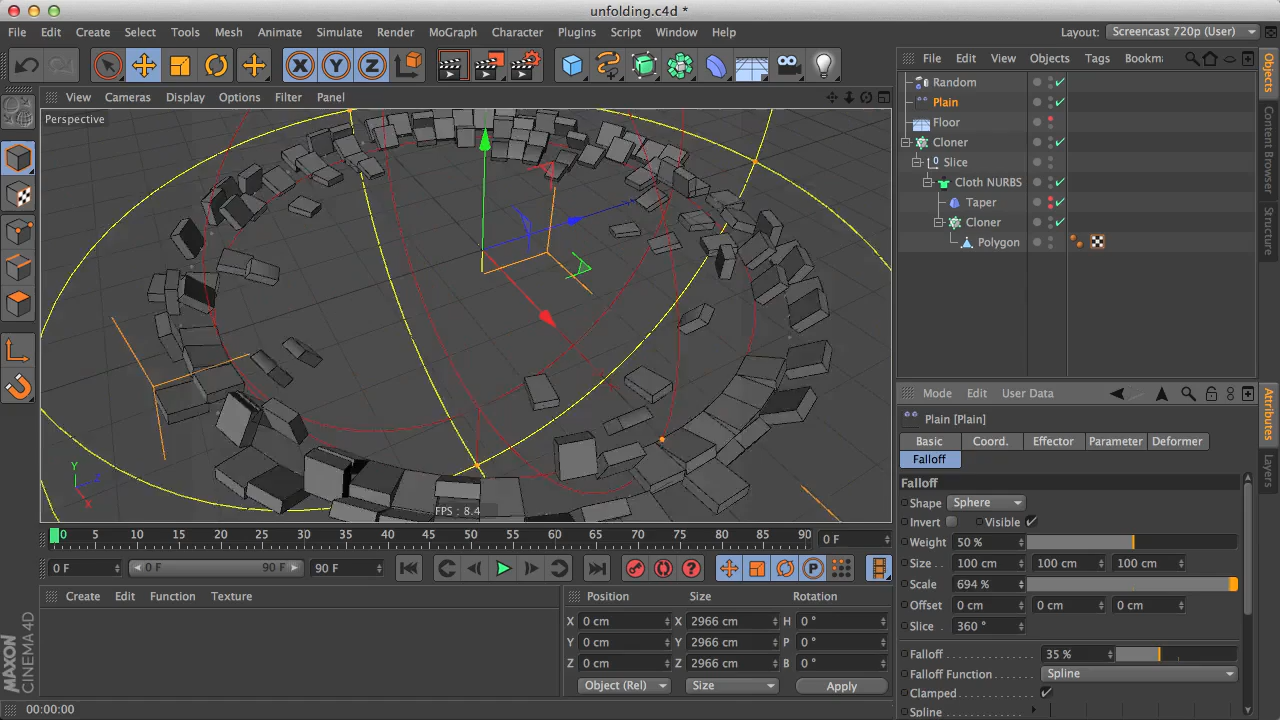 unfolding.c4d *
File Edit Create Select Tools Mesh Animate Simulate Render MoGraph Character Plugins Script Window Help
Layout: Screencast 720p (User)
X Y Z
View Cameras Display Options Filter Panel
File Edit View Objects Tags Bookm
Perspective
Random
Plain
Floor
Cloner
Slice
Cloth NURBS
Taper
Cloner
Polygon
Objects
Content Browser
Structure
Mode Edit User Data
Attributes
Layers
Plain [Plain]
Basic Coord. Effector Parameter Deformer
Falloff
Falloff
Shape Sphere
Invert Visible
Weight 50 %
Size . 100 cm 100 cm 100 cm
Scale 694 %
Offset 0 cm 0 cm 0 cm
Slice . 360 °
Falloff 35 %
Falloff Function Spline
Clamped
Spline
Y
Z
X
FPS : 8.4
0 5 10 15 20 25 30 35 40 45 50 55 60 65 70 75 80 85 90
0 F
0 F 0 F 90 F 90 F
P
Create Edit Function Texture
Position Size Rotation
X 0 cm X 2966 cm H 0 °
Y 0 cm Y 2966 cm P 0 °
Z 0 cm Z 2966 cm B 0 °
Object (Rel) Size Apply
MAXON
CINEMA 4D
00:00:00